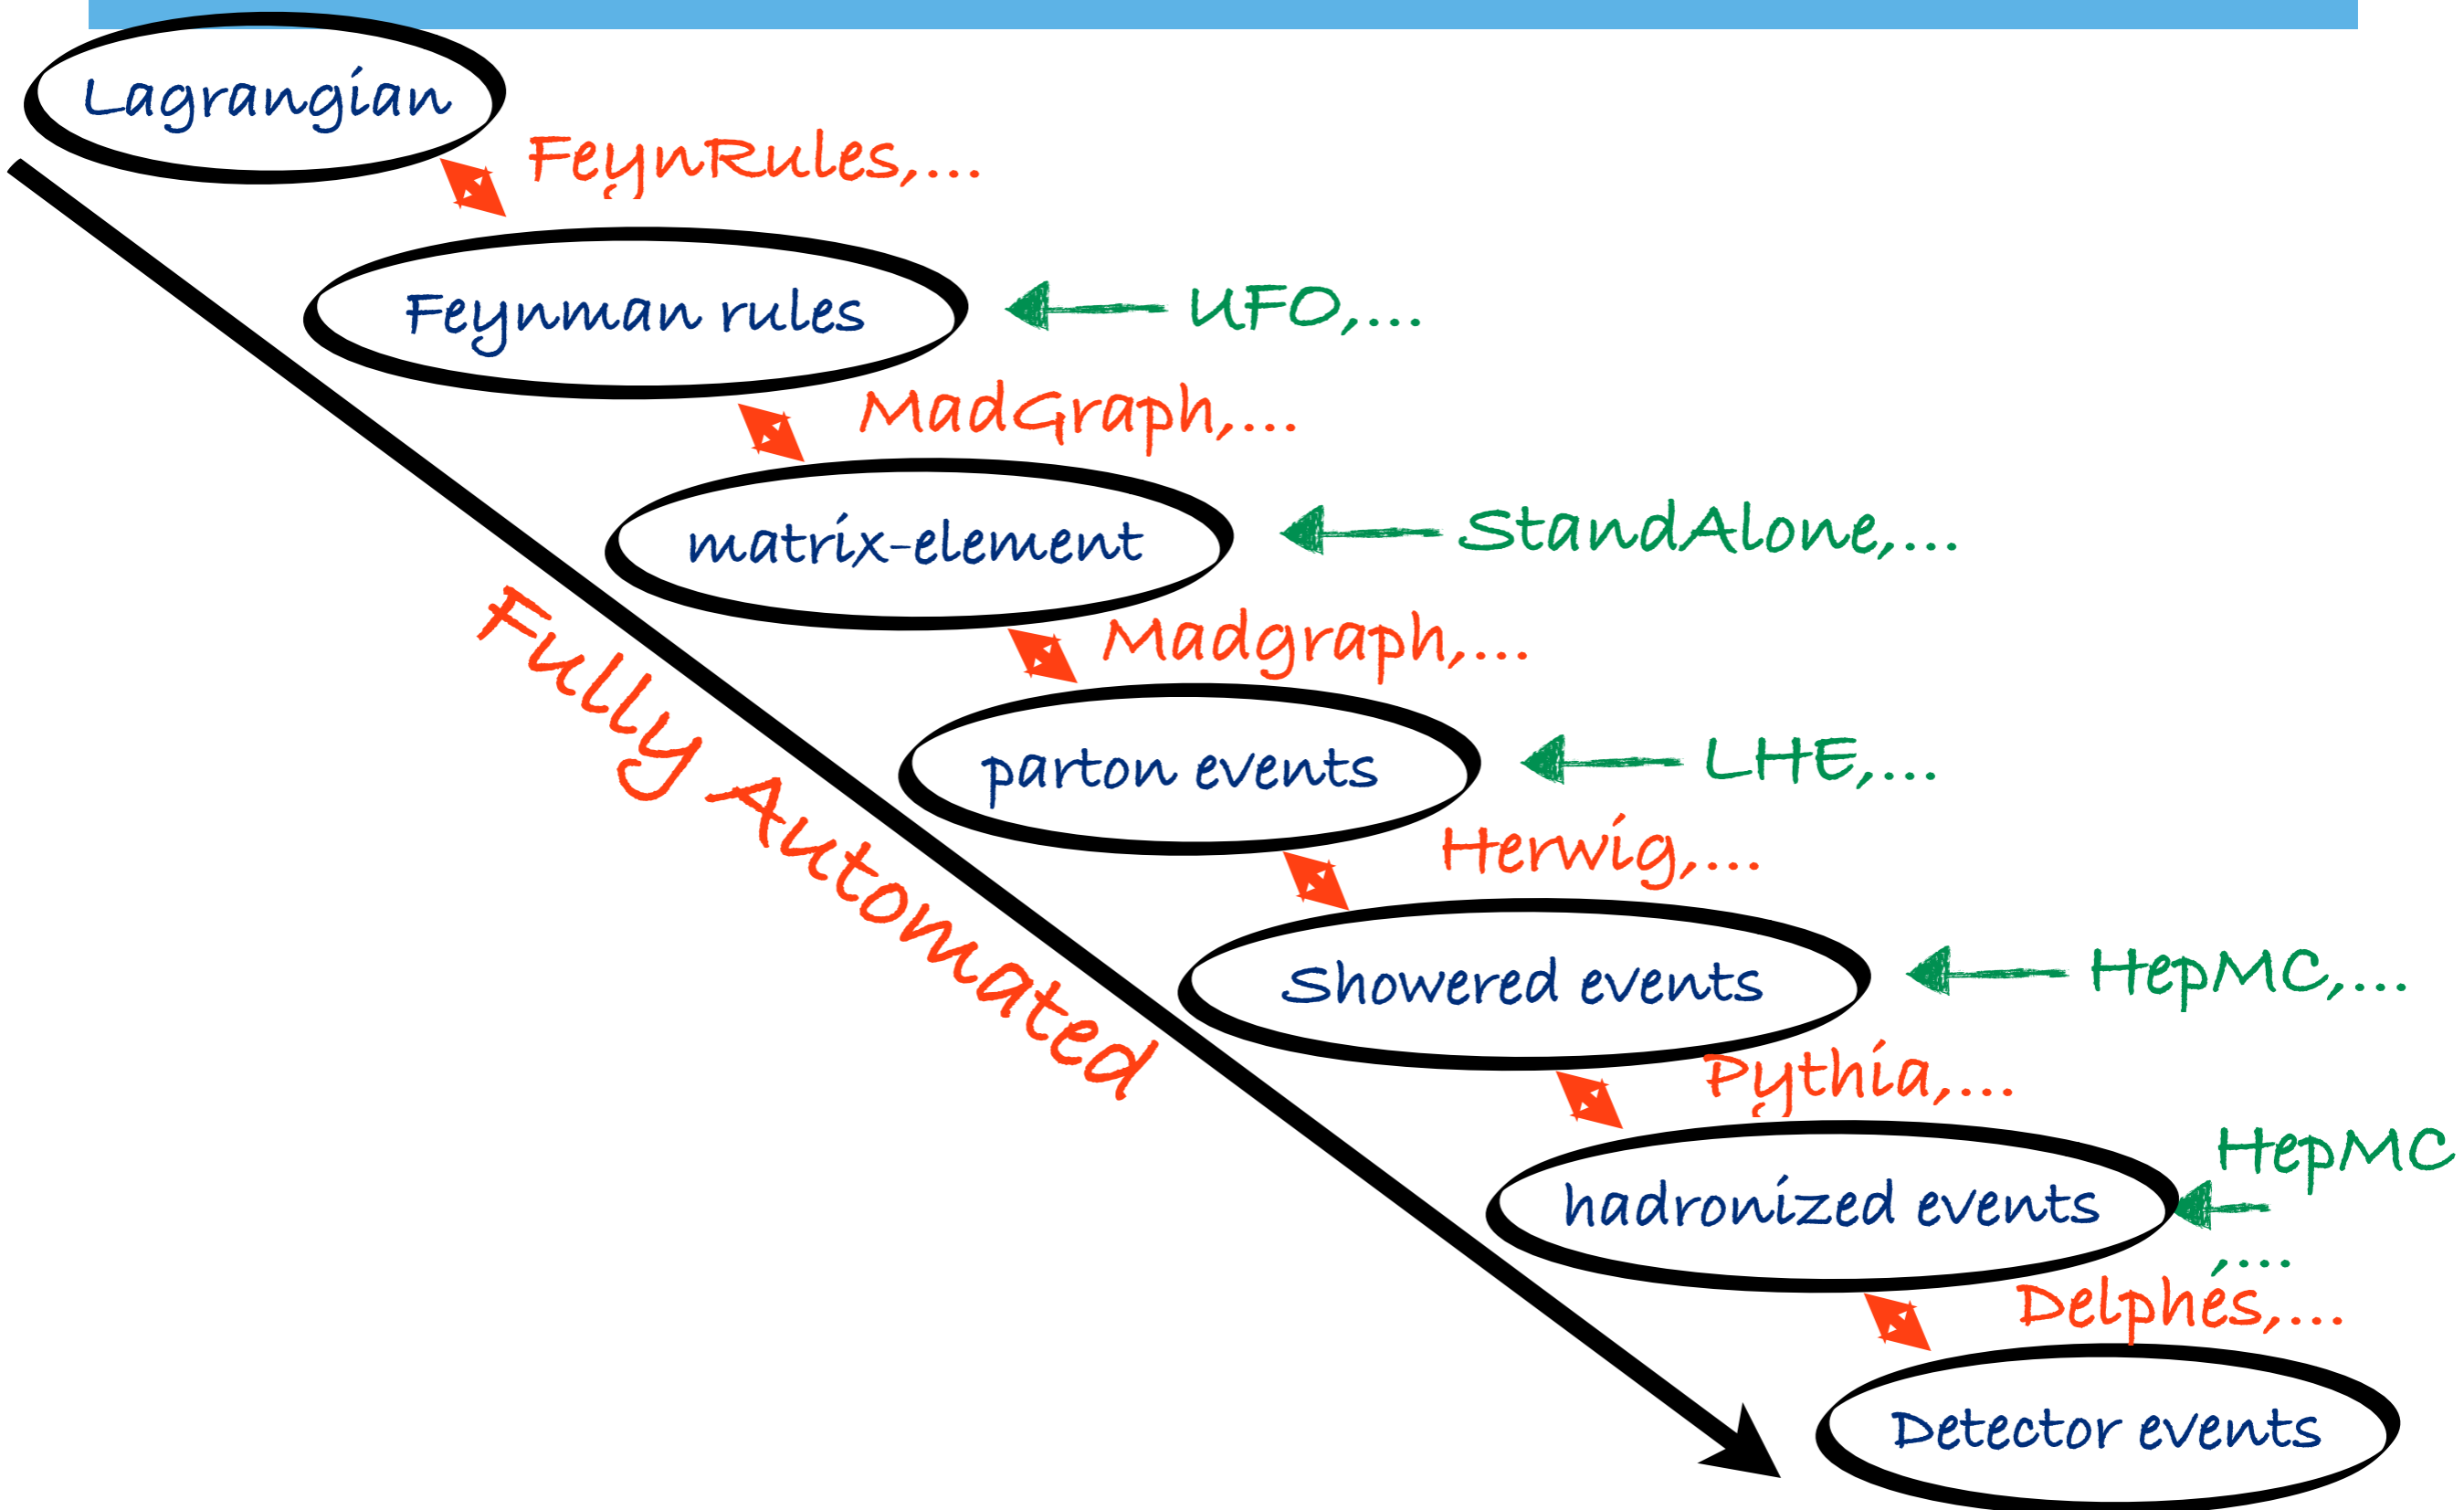 Lagrangian
FeynRules,...
Feynman rules
UFO,...
MadGraph,...
matrix-element
StandAlone,...
Madgraph,...
Fully Automated
parton events
LHE,...
Herwig,...
Showered events
HepMC,...
Pythia,...
HepMC
hadronized events
,...
Delphes,...
Detector events